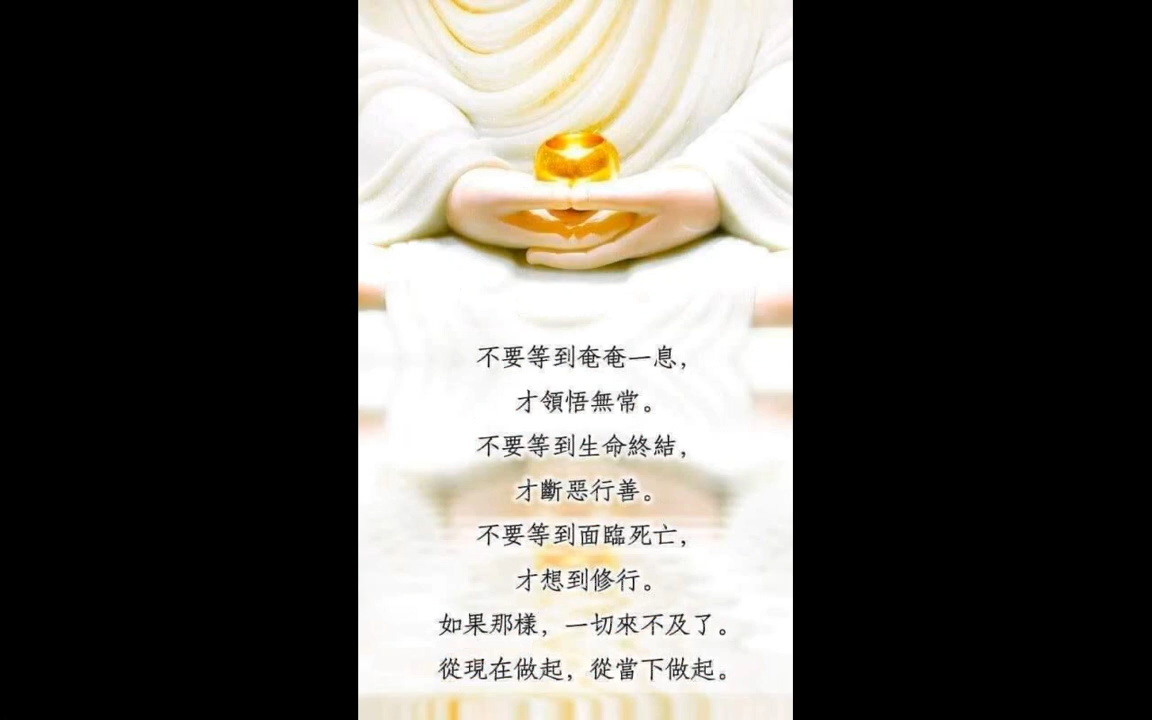 不要等到奄奄一息，
才領悟無常。
不要等到生命終結，
才斷惡行善。
不要等到面臨死亡，
才想到修行。
如果那樣，一切來不及了。
從現在做起，從當下做起。